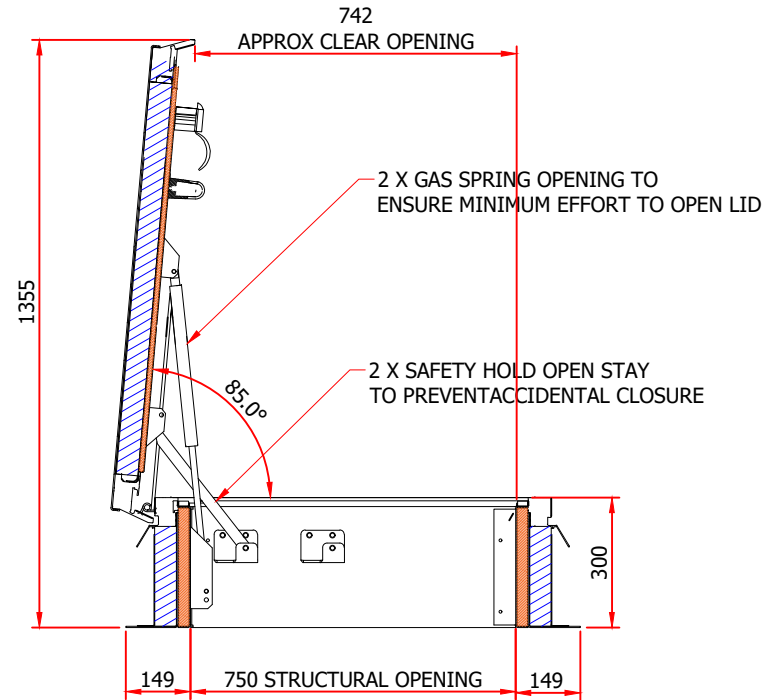 742
APPROX CLEAR OPENING
2 X GAS SPRING OPENING TO
ENSURE MINIMUM EFFORT TO OPEN LID
1355
2 X SAFETY HOLD OPEN STAY
TO PREVENTACCIDENTAL CLOSURE
85.0°
300
149
750 STRUCTURAL OPENING
149